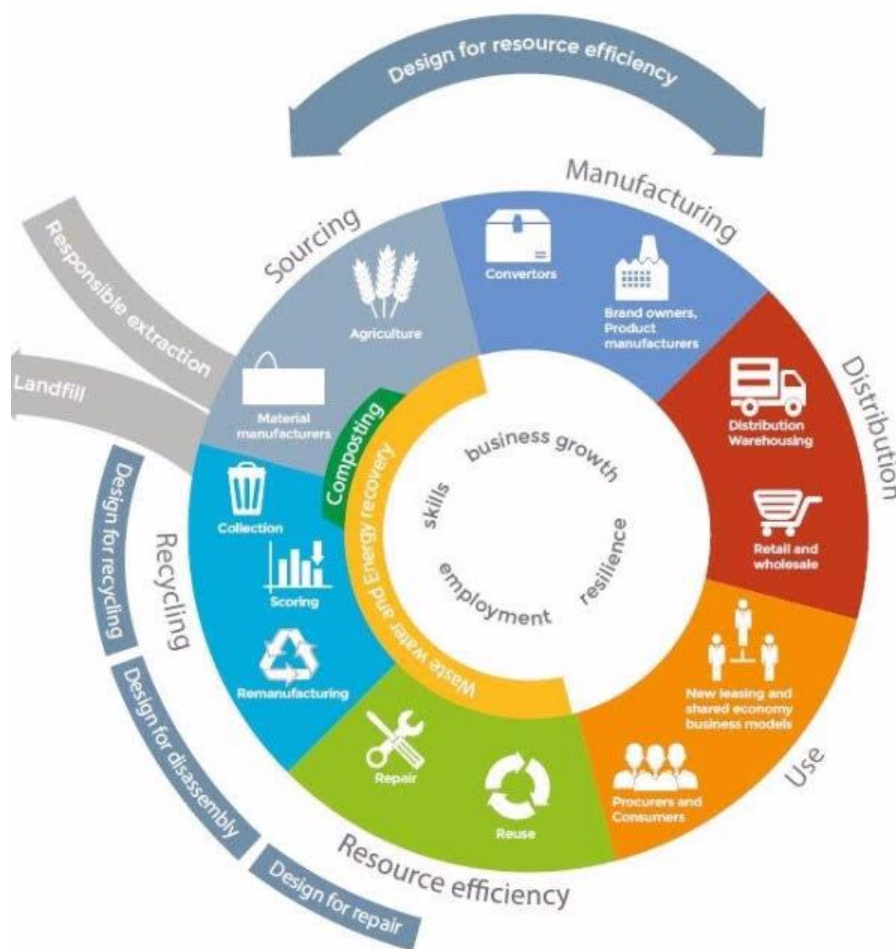 Design for resource efficiency
Manufacturing
Sourcing
Responsible extraction
Landfill
Convertors
Brand owners,
Product
manufacturers
Agriculture
Material
manufacturers
Composting
Waste water and Energy recovery
business growth
skills
employment
resilience
Distribution
Distribution
Warehousing
Retail and
wholesale
Recycling
Collection
Scoring
Remanufacturing
Design for recycling
Design for disassembly
Design for repair
Repair
Reuse
Resource efficiency
New leasing and
shared economy
business models
Procurers and
Consumers
Use